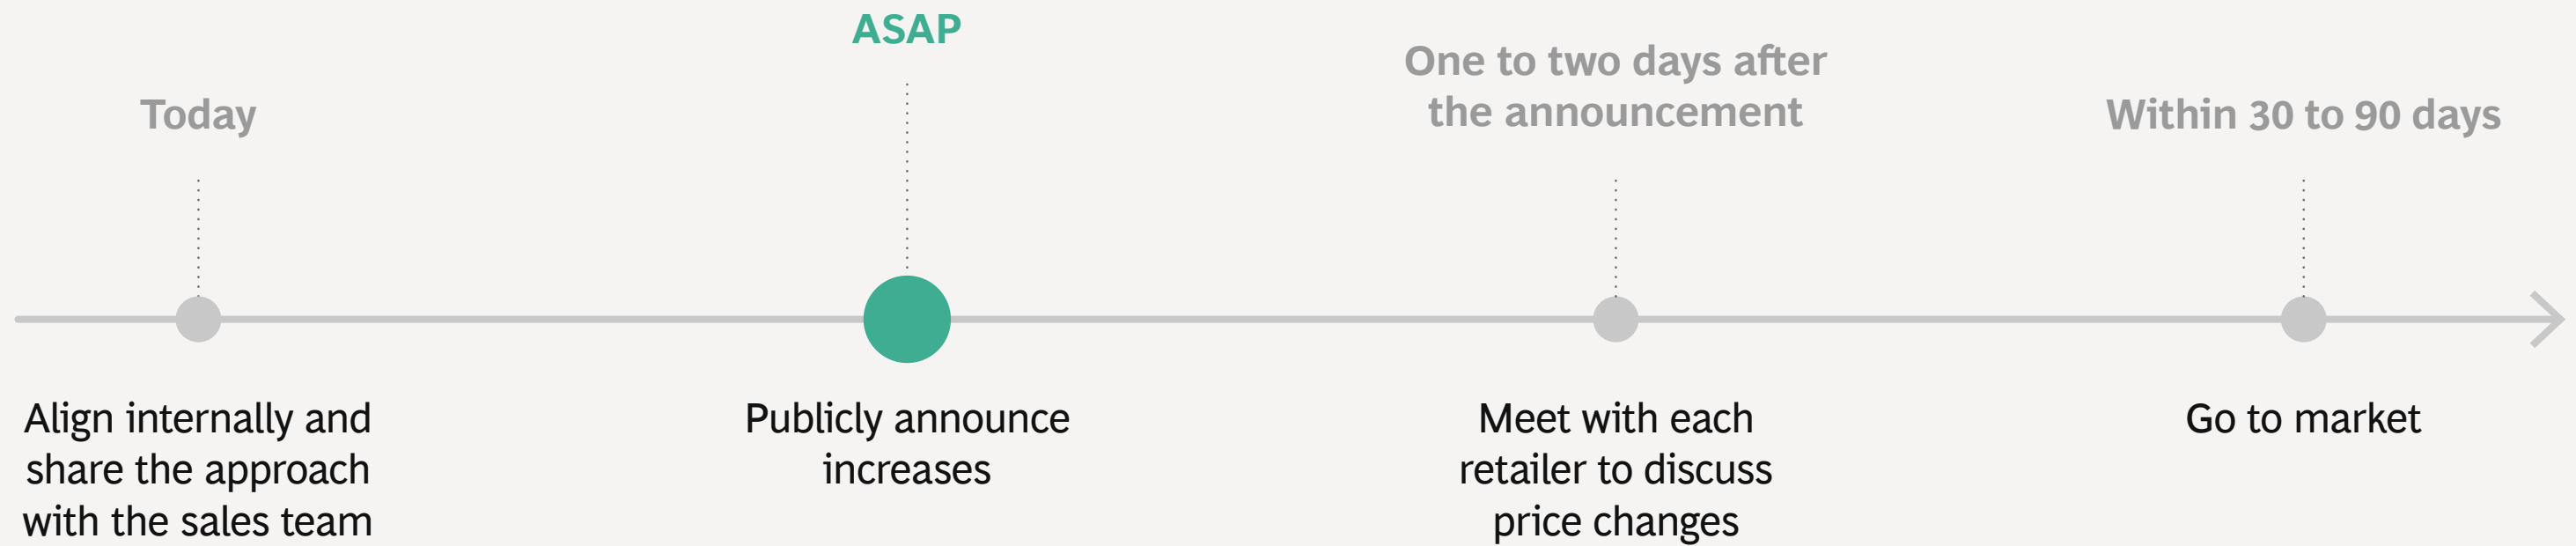 ASAP
One to two days after
the announcement
Today
Within 30 to 90 days
Align internally and
share the approach
with the sales team
Publicly announce
increases
Meet with each
retailer to discuss
price changes
Go to market